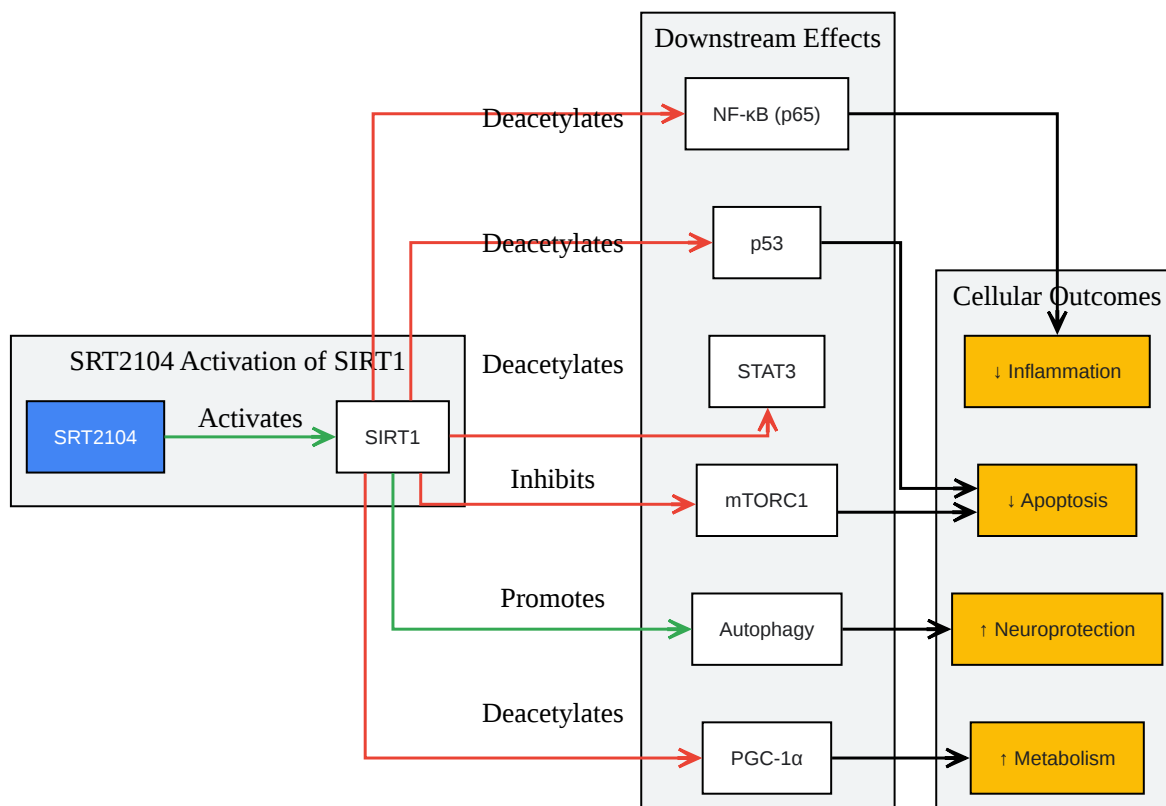 Downstream Effects
Deacetylates
NF-κB (p65)
Deacetylates
p53
Cellular Outcomes
SRT2104 Activation of SIRT1
Deacetylates
STAT3
↓ Inflammation
SRT2104
Activates
SIRT1
Inhibits
mTORC1
↓ Apoptosis
Promotes
Autophagy
↑ Neuroprotection
Deacetylates
PGC-1α
↑ Metabolism